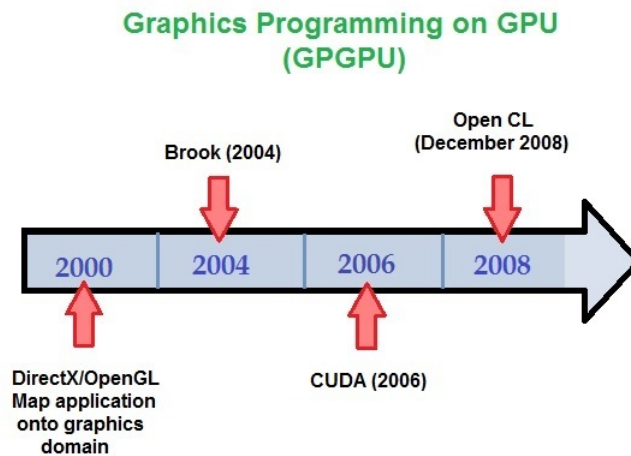 Graphics Programming on GPU
(GPGPU)
Open CL
(December 2008)
Brook (2004)
2000
2004
2006
2008
DirectX/OpenGL
Map application
onto graphics
domain
CUDA (2006)